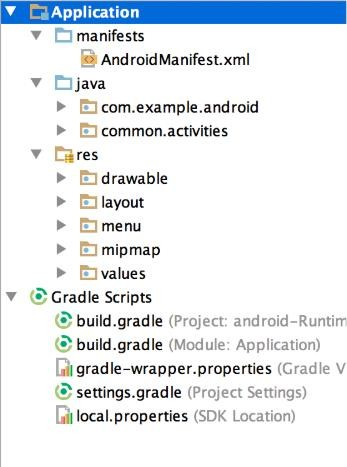 Application
manifests
AndroidManifest.xml
java
com.example.android
common.activities
res
drawable
layout
menu
mipmap
values
Gradle Scripts
build.gradle (Project: android-Runtim
build.gradle (Module: Application)
gradle-wrapper.properties (Gradle V
settings.gradle (Project Settings)
local.properties (SDK Location)